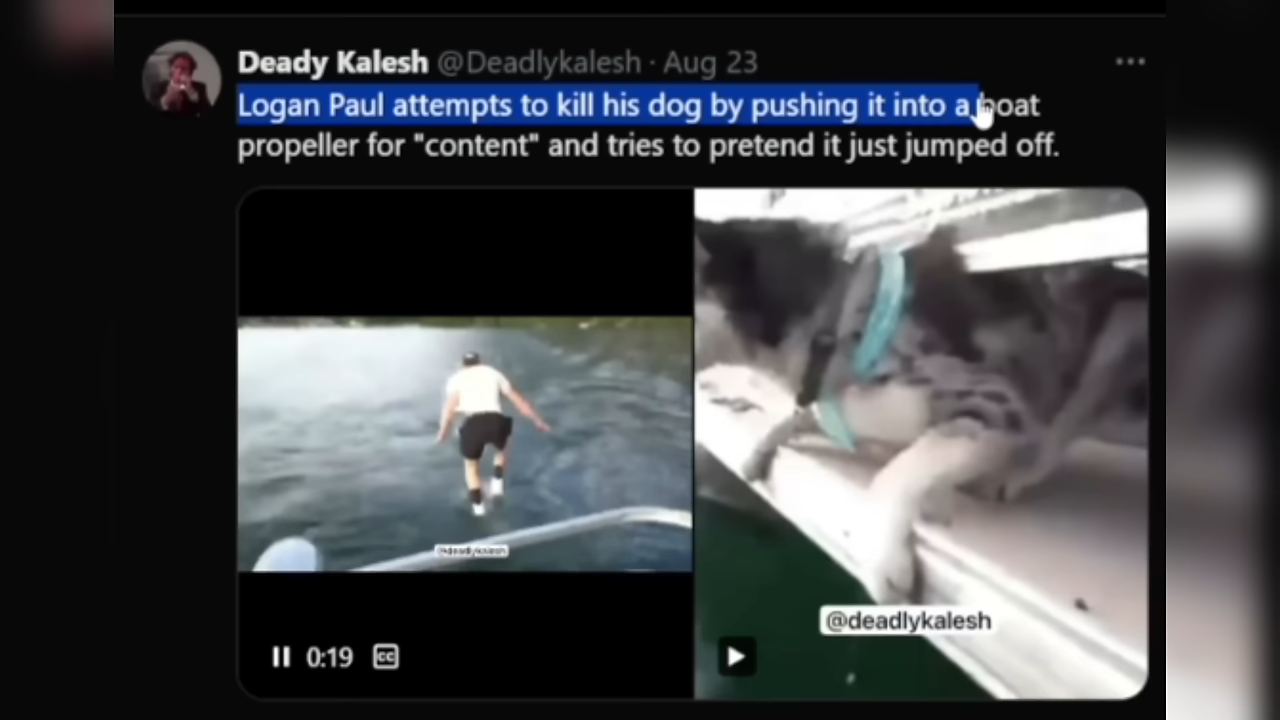 Deady Kalesh @Deadlykalesh · Aug 23
Logan Paul attempts to kill his dog by pushing it into a boat
propeller for "content" and tries to pretend it just jumped off.
@deadlykalesh
@deadlykalesh
0:19 CC